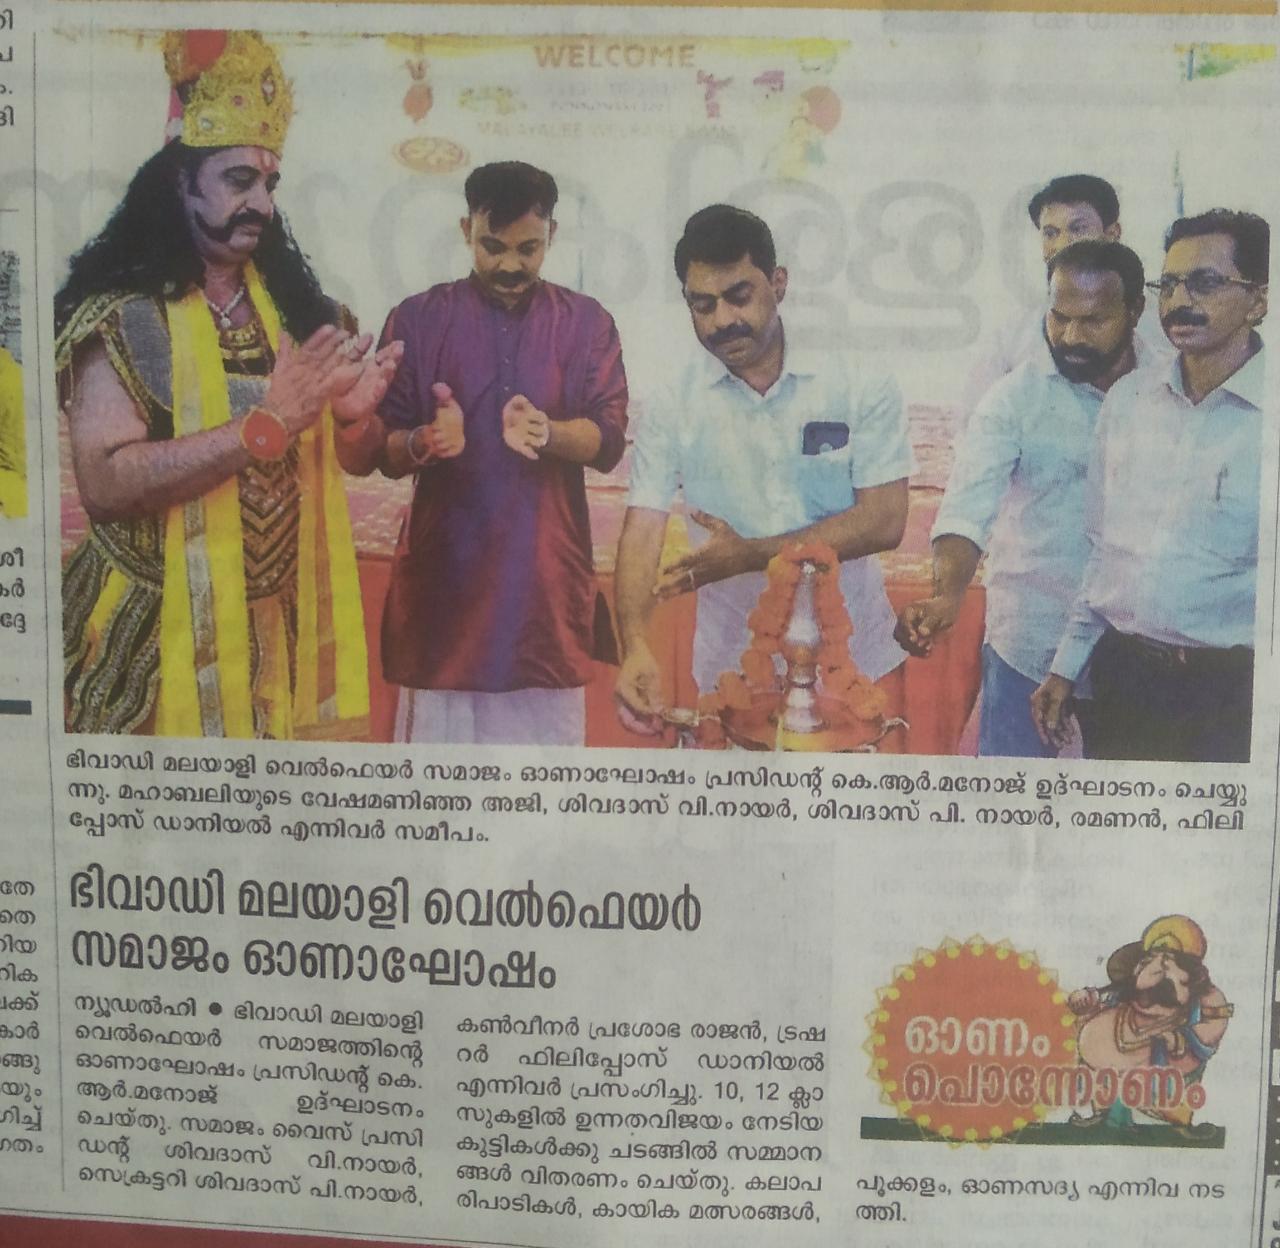 WELCOME
MALAYALEE WELFARE
ഭിവാഡി മലയാളി വെൽഫെയർ സമാജം ഓണാഘോഷം പ്രസിഡന്റ് കെ.ആർ.മനോജ് ഉദ്ഘാടനം ചെയ്യു
ന്നു. മഹാബലിയുടെ വേഷമണിഞ്ഞ അജി, ശിവദാസ് വി.നായർ, ശിവദാസ് പി. നായർ, രമണൻ, ഫിലി
പ്പോസ് ഡാനിയൽ എന്നിവർ സമീപം.
ഭിവാഡി മലയാളി വെൽഫെയർ
സമാജം ഓണാഘോഷം
ന്യൂഡൽഹി ● ഭിവാഡി മലയാളി
വെൽഫെയർ സമാജത്തിന്റെ
ഓണാഘോഷം പ്രസിഡന്റ് കെ.
ആർ.മനോജ് ഉദ്ഘാടനം
ചെയ്തു. സമാജം വൈസ് പ്രസി
ഡന്റ് ശിവദാസ് വി.നായർ,
സെക്രട്ടറി ശിവദാസ് പി.നായർ,
കൺവീനർ പ്രശോഭ രാജൻ, ട്രഷ
റർ ഫിലിപ്പോസ് ഡാനിയൽ
എന്നിവർ പ്രസംഗിച്ചു. 10, 12 ക്ലാ
സുകളിൽ ഉന്നതവിജയം നേടിയ
കുട്ടികൾക്കു ചടങ്ങിൽ സമ്മാന
ങ്ങൾ വിതരണം ചെയ്തു. കലാപ
രിപാടികൾ, കായിക മത്സരങ്ങൾ,
ഓണം
പൊന്നോണം
പൂക്കളം, ഓണസദ്യ എന്നിവ നട
ത്തി.